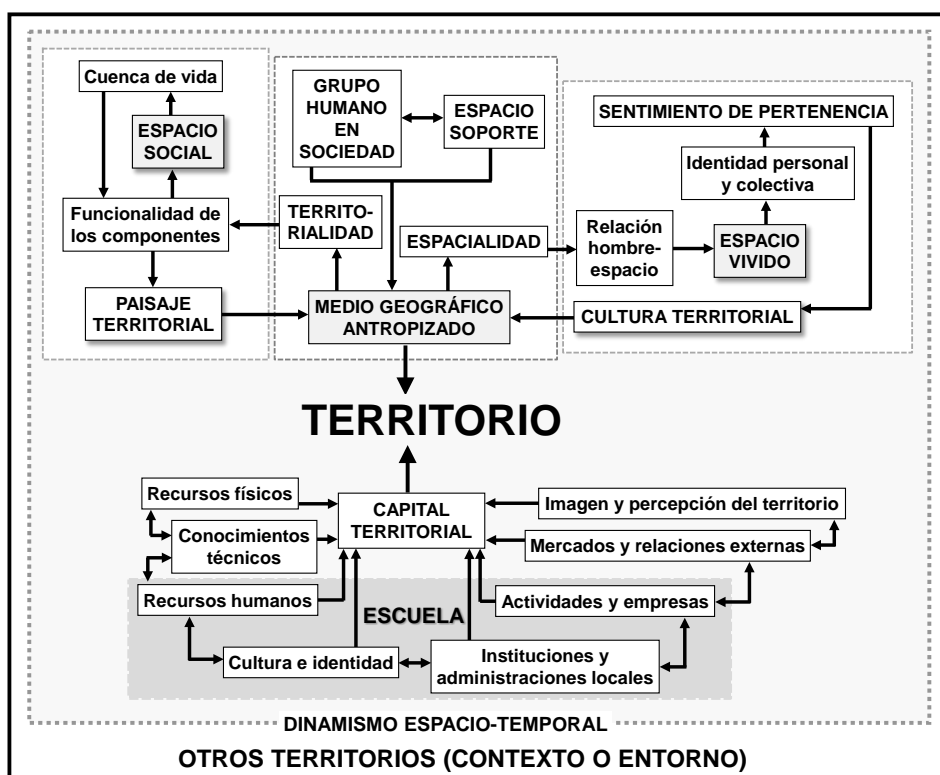 Cuenca de vida
ESPACIO
SOCIAL
Funcionalidad de
los componentes
PAISAJE
TERRITORIAL
GRUPO
HUMANO
EN
SOCIEDAD
ESPACIO
SOPORTE
TERRITO-
RIALIDAD
ESPACIALIDAD
MEDIO GEOGRÁFICO
ANTROPIZADO
SENTIMIENTO DE PERTENENCIA
Identidad personal
y colectiva
Relación
hombre-
espacio
ESPACIO
VIVIDO
CULTURA TERRITORIAL
TERRITORIO
Recursos físicos
CAPITAL
TERRITORIAL
Imagen y percepción del territorio
Conocimientos
técnicos
Mercados y relaciones externas
Recursos humanos
ESCUELA
Actividades y empresas
Cultura e identidad
Instituciones y
administraciones locales
DINAMISMO ESPACIO-TEMPORAL
OTROS TERRITORIOS (CONTEXTO O ENTORNO)